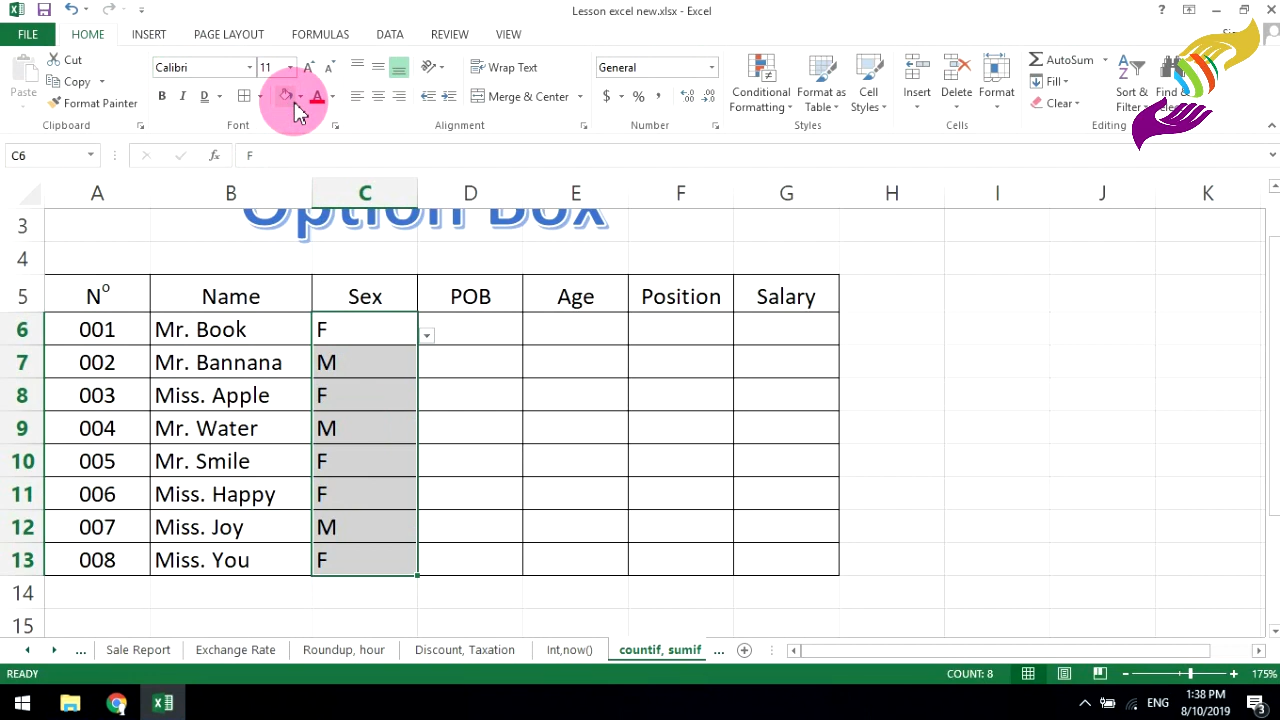 Lesson excel new.xlsx - Excel
FILE HOME INSERT PAGE LAYOUT FORMULAS DATA REVIEW VIEW
Paste
Cut
Copy
Format Painter
Clipboard
Calibri 11
B I D
Font
Wrap Text
Merge & Center
Alignment
General
$ % ,
Number
Conditional Formatting
Format as Table
Cell Styles
Styles
Insert Delete Format
Cells
AutoSum
Fill
Clear
Sort & Filter
Find &
Editing
C6 fx F
A B C D E F G H I J K
3 Option Box
4
5 Nº Name Sex POB Age Position Salary
6 001 Mr. Book F
7 002 Mr. Bannana M
8 003 Miss. Apple F
9 004 Mr. Water M
10 005 Mr. Smile F
11 006 Miss. Happy F
12 007 Miss. Joy M
13 008 Miss. You F
14
15
... Sale Report Exchange Rate Roundup, hour Discount, Taxation Int,now() countif, sumif ...
READY COUNT: 8 175%
ENG 1:38 PM
8/10/2019 3